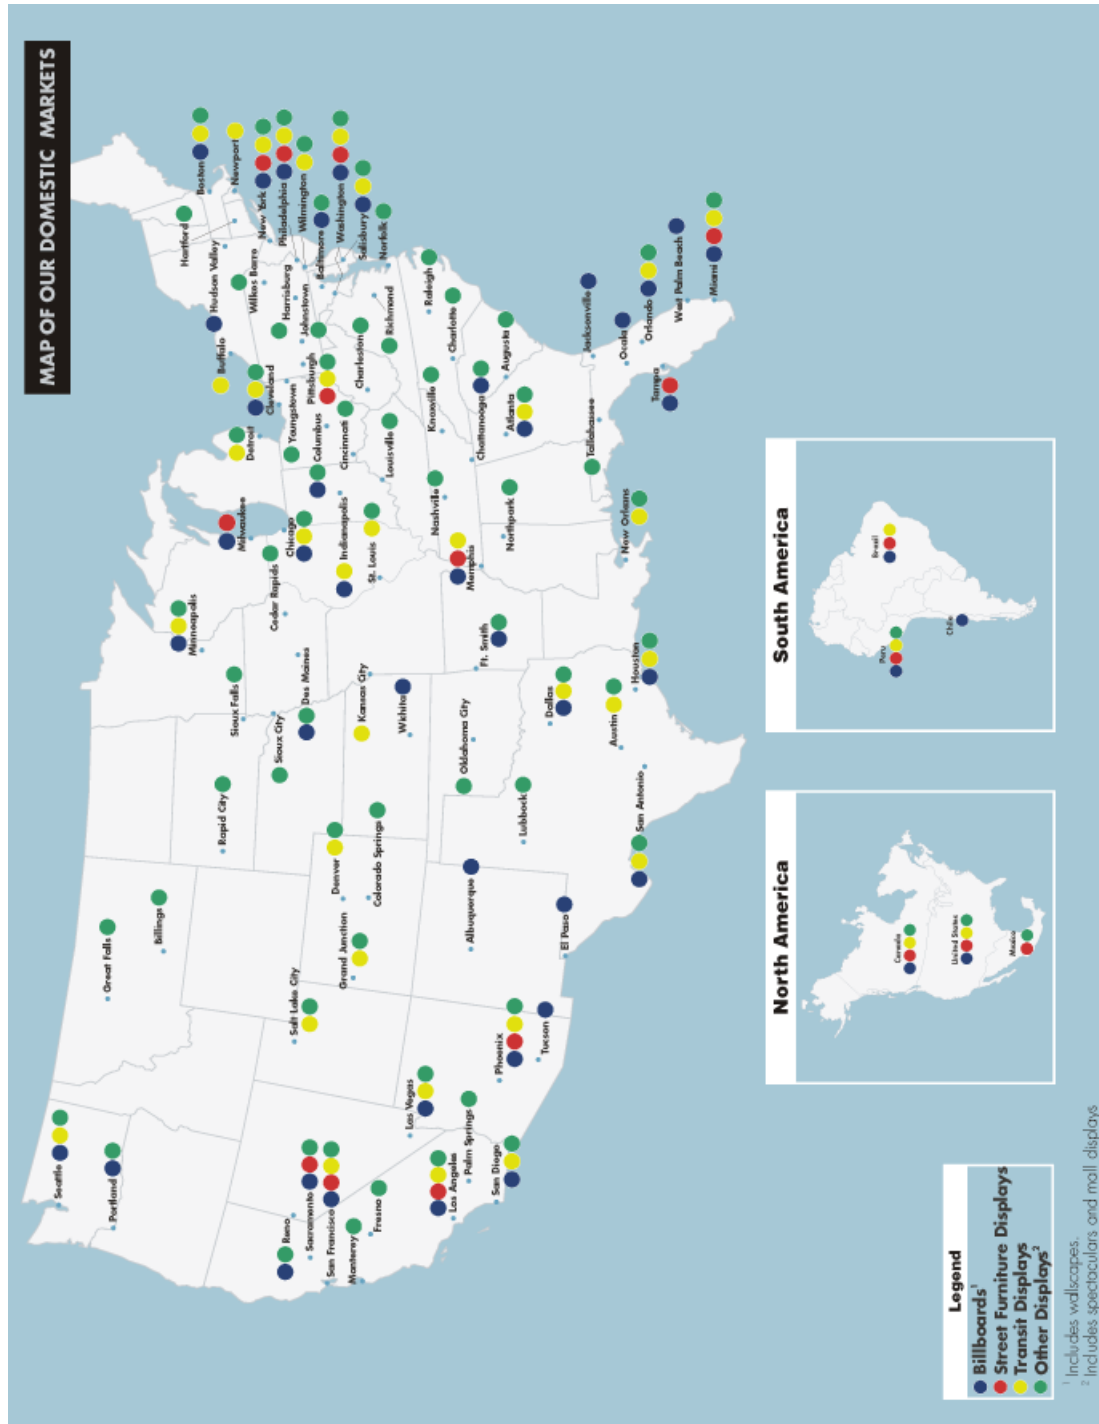 MAP OF OUR DOMESTIC MARKETS
Seattle
Portland
Great Falls
Billings
Rapid City
Sioux Falls
Minneapolis
Milwaukee
Detroit
Buffalo
Hudson Valley
Hartford
Boston
Newport
New York
Philadelphia
Wilmington
Baltimore
Washington
Salisbury
Norfolk
Wilkes Barre
Harrisburg
Johnstown
Cleveland
Youngstown
Pittsburgh
Columbus
Cincinnati
Charleston
Richmond
Raleigh
Charlotte
Augusta
Knoxville
Louisville
Chattanooga
Atlanta
Nashville
Northpark
Memphis
Chicago
Cedar Rapids
Indianapolis
St. Louis
Sioux City
Des Maines
Kansas City
Wichita
Oklahoma City
Ft. Smith
Denver
Colorado Springs
Grand Junction
Salt Lake City
Reno
Sacramento
San Francisco
Monterey
Fresno
Las Vegas
Los Angeles
Palm Springs
San Diego
Phoenix
Tucson
Albuquerque
El Paso
Lubbock
Dallas
Austin
San Antonio
Houston
New Orleans
Tallahassee
Jacksonville
Ocala
Orlando
Tampa
West Palm Beach
Miami
Legend
Billboards¹
Street Furniture Displays
Transit Displays
Other Displays²
¹ Includes wallscapes.
² Includes spectaculars and mall displays
North America
Canada
United States
Mexico
South America
Peru
Brazil
Chile